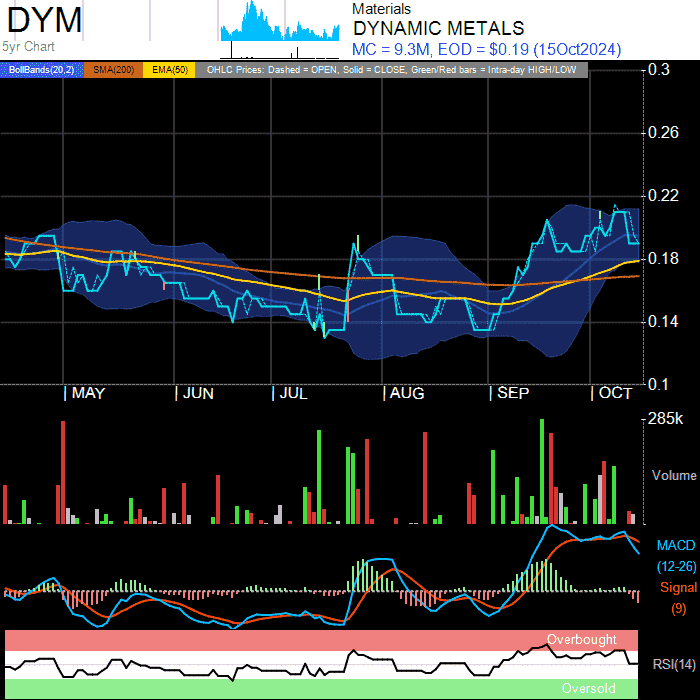 DYM
5yr Chart
Materials
DYNAMIC METALS
MC = 9.3M, EOD = $0.19 (15Oct2024)
BollBands(20,2) SMA(200) EMA(50) OHLC Prices: Dashed = OPEN, Solid = CLOSE, Green/Red bars = Intra-day HIGH/LOW
0.3
0.26
0.22
0.18
0.14
0.1
| MAY | JUN | JUL | AUG | SEP | OCT
285k
Volume
MACD
(12-26)
Signal
(9)
Overbought
RSI(14)
Oversold